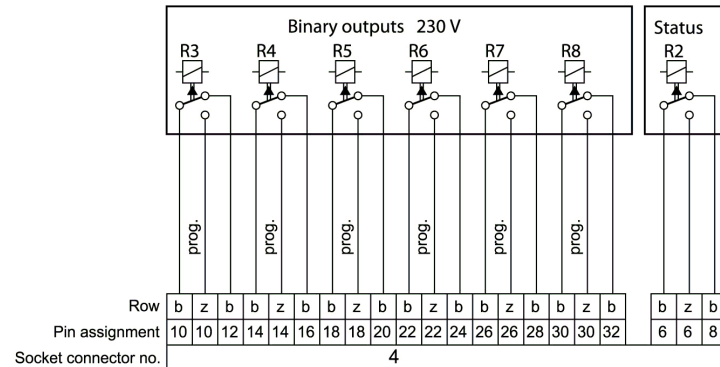 Binary outputs 230 V
Status
R3 R4 R5 R6 R7 R8 R2
prog. prog. prog. prog. prog. prog.
Row b z b b z b b z b b z b b z b b z b b z b
Pin assignment 10 10 12 14 14 16 18 18 20 22 22 24 26 26 28 30 30 32 6 6 8
Socket connector no. 4